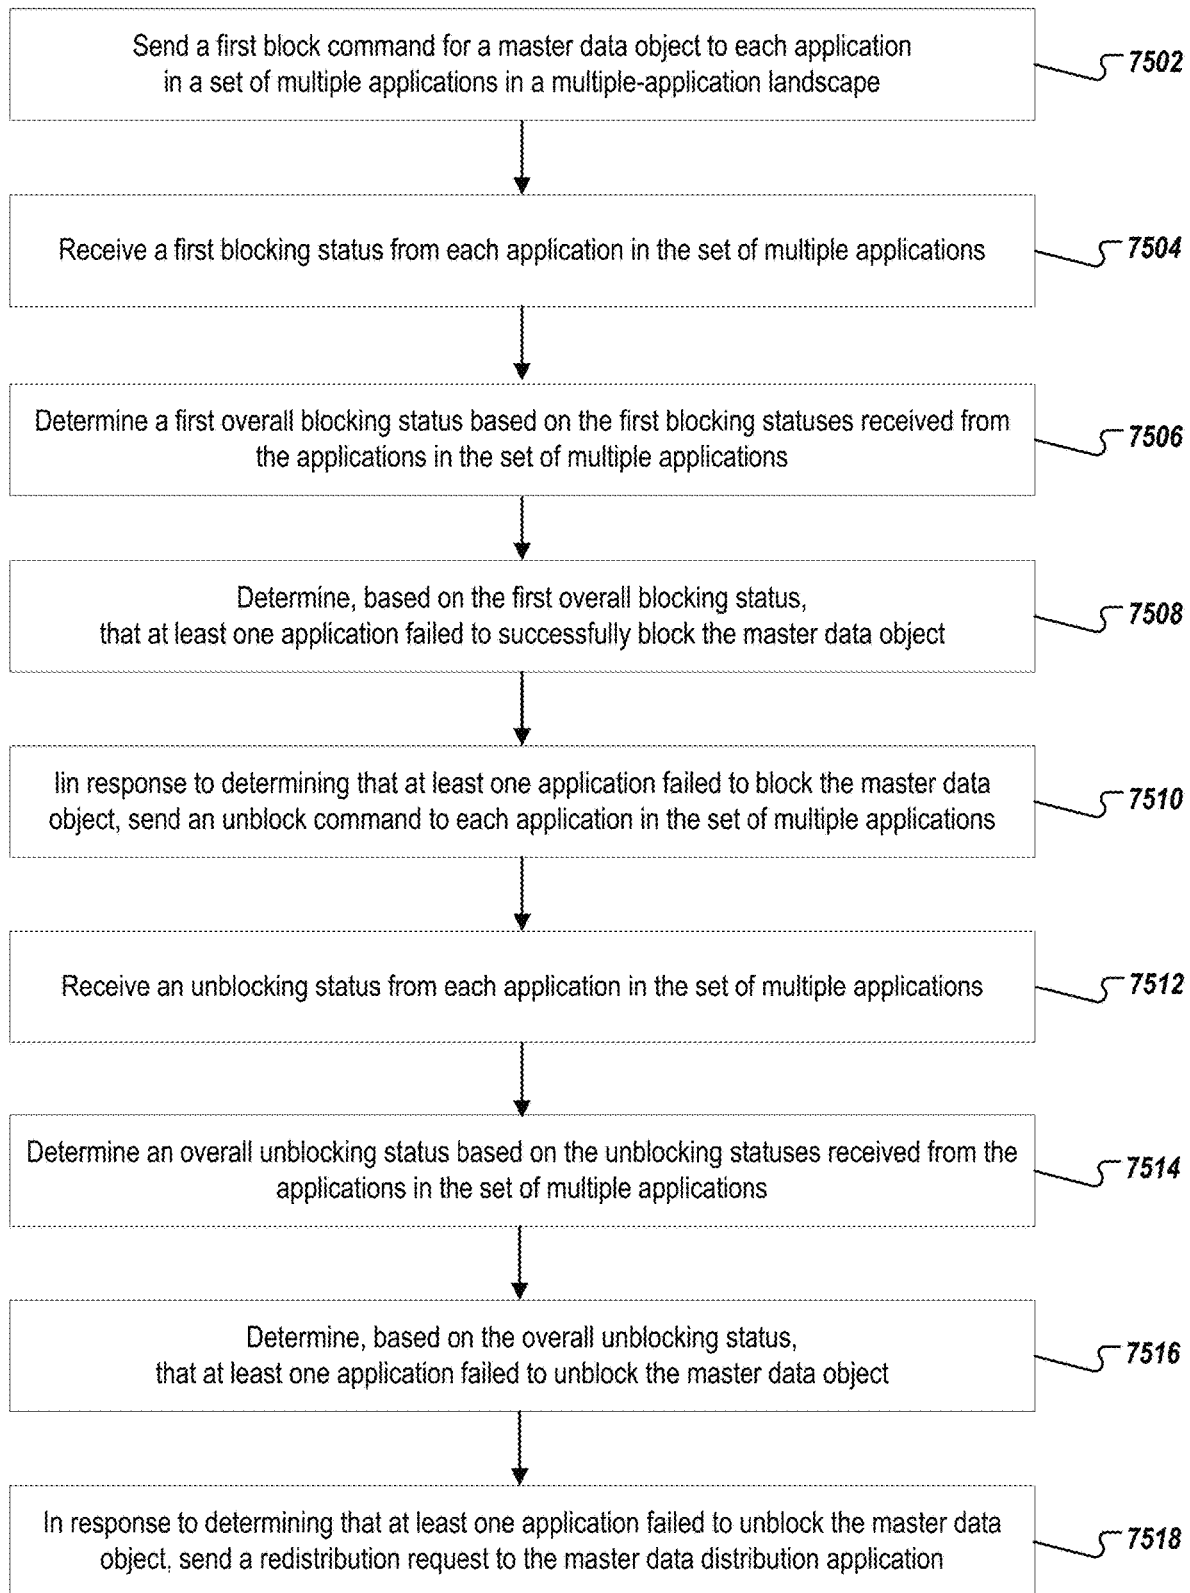 Send a first block command for a master data object to each application
in a set of multiple applications in a multiple-application landscape
7502
Receive a first blocking status from each application in the set of multiple applications
7504
Determine a first overall blocking status based on the first blocking statuses received from
the applications in the set of multiple applications
7506
Determine, based on the first overall blocking status,
that at least one application failed to successfully block the master data object
7508
Iin response to determining that at least one application failed to block the master data
object, send an unblock command to each application in the set of multiple applications
7510
Receive an unblocking status from each application in the set of multiple applications
7512
Determine an overall unblocking status based on the unblocking statuses received from the
applications in the set of multiple applications
7514
Determine, based on the overall unblocking status,
that at least one application failed to unblock the master data object
7516
In response to determining that at least one application failed to unblock the master data
object, send a redistribution request to the master data distribution application
7518